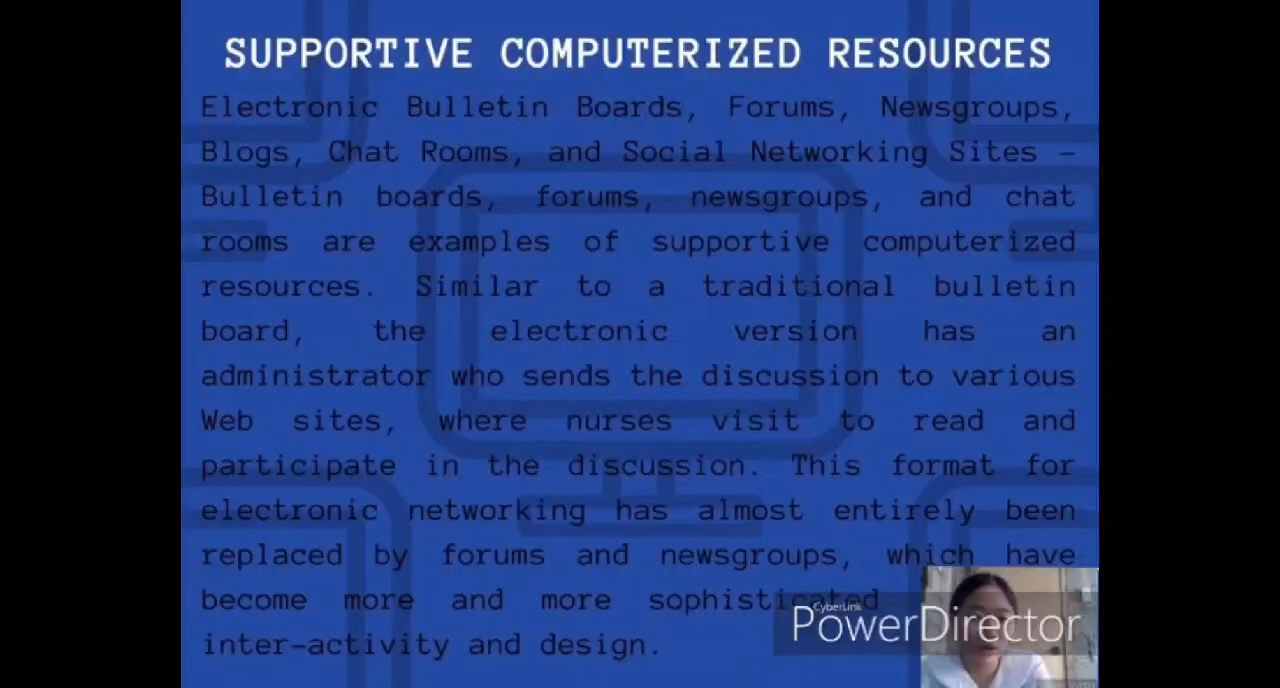 SUPPORTIVE COMPUTERIZED RESOURCES
Electronic Bulletin Boards, Forums, Newsgroups,
Blogs, Chat Rooms, and Social Networking Sites –
Bulletin boards, forums, newsgroups, and chat
rooms are examples of supportive computerized
resources. Similar to a traditional bulletin
board, the electronic version has an
administrator who sends the discussion to various
Web sites, where nurses visit to read and
participate in the discussion. This format for
electronic networking has almost entirely been
replaced by forums and newsgroups, which have
become more and more sophisticated
inter-activity and design.
CyberLink
PowerDirector